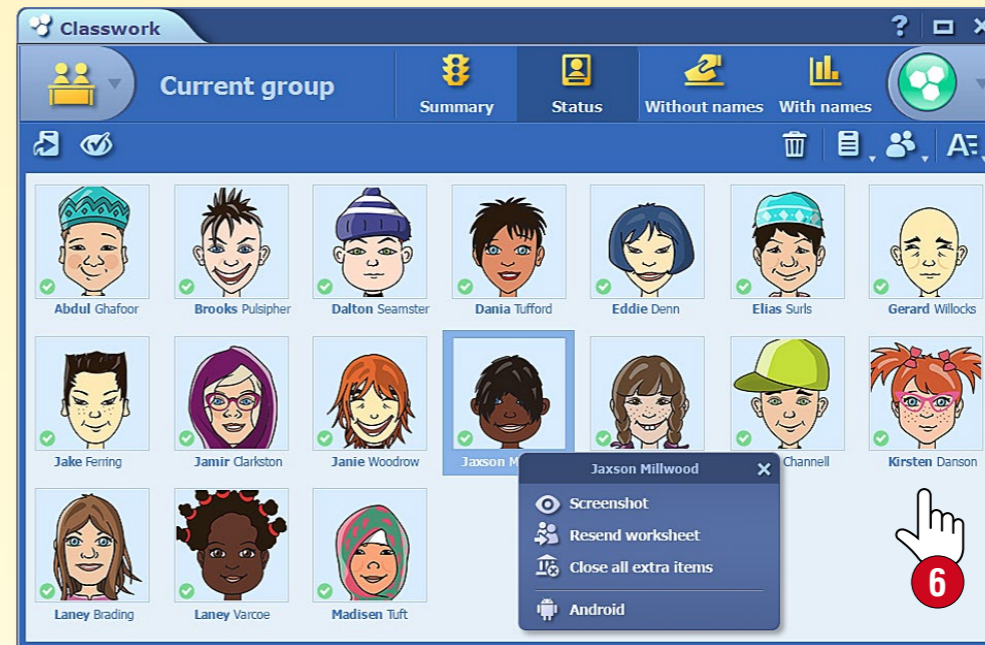 Classwork
?
Current group
Summary
Status
Without names
With names
A
Abdul Ghafoor
Brooks Pulsipher
Dalton Seamster
Dania Tufford
Eddie Denn
Elias Surls
Gerard Willocks
Jake Ferring
Jamir Clarkston
Janie Woodrow
Jaxson M
Channell
Kirsten Danson
Jaxson Millwood
Screenshot
Resend worksheet
Close all extra items
Android
6
Laney Brading
Laney Varcoe
Madisen Tuft